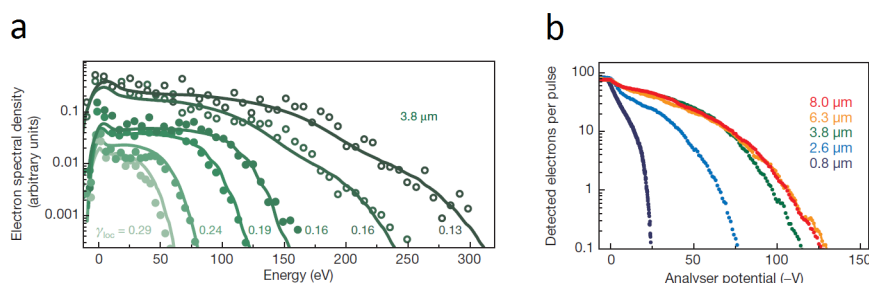 a
Electron spectral density
(arbitrary units)
0.1
0.01
0.001
3.8 µm
γloc = 0.29
0.24
0.19
0.16
0.16
0.13
0
50
100
150
200
250
300
Energy (eV)
b
Detected electrons per pulse
100
10
1
0.1
8.0 µm
6.3 µm
3.8 µm
2.6 µm
0.8 µm
0
50
100
150
Analyser potential (–V)